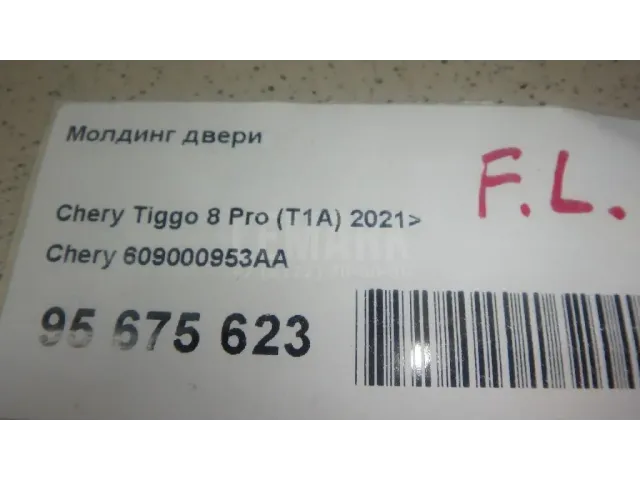 Молдинг двери
F.L.
Chery Tiggo 8 Pro (T1A) 2021>
Chery 609000953AA
95 675 623